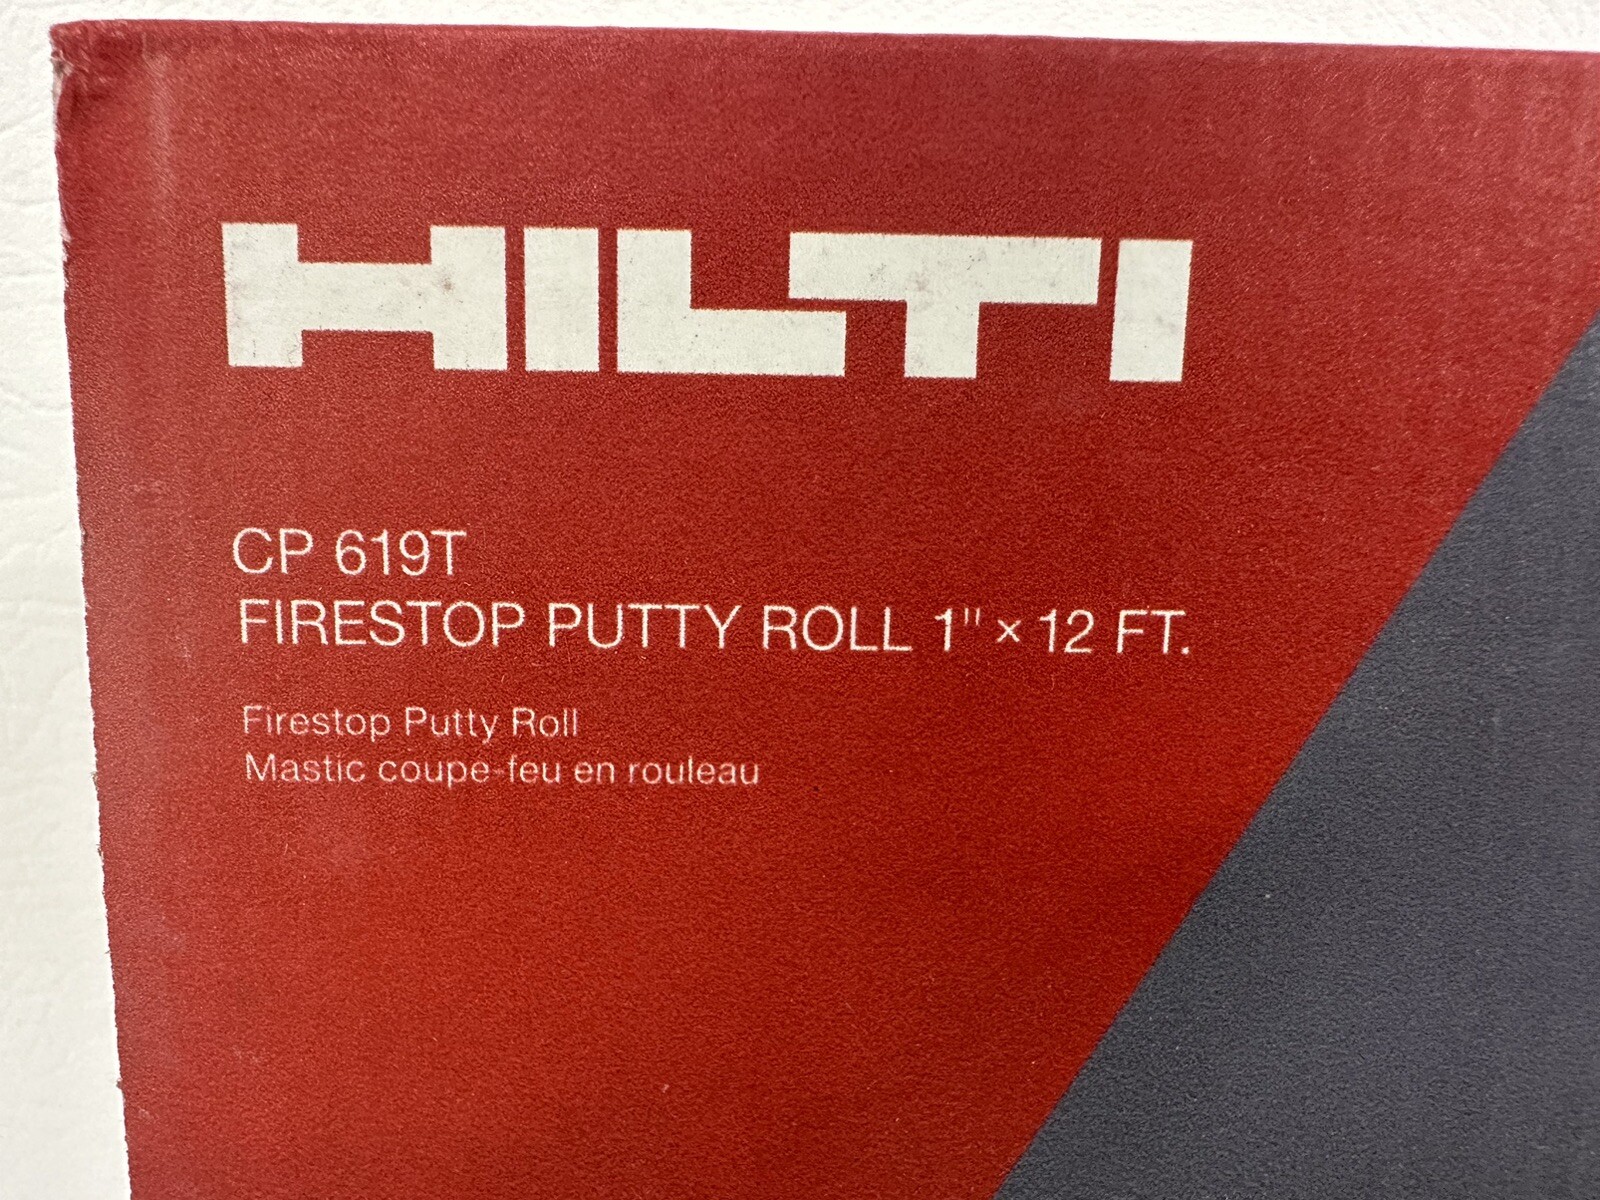 HILTI
CP 619T
FIRESTOP PUTTY ROLL 1" × 12 FT.
Firestop Putty Roll
Mastic coupe-feu en rouleau